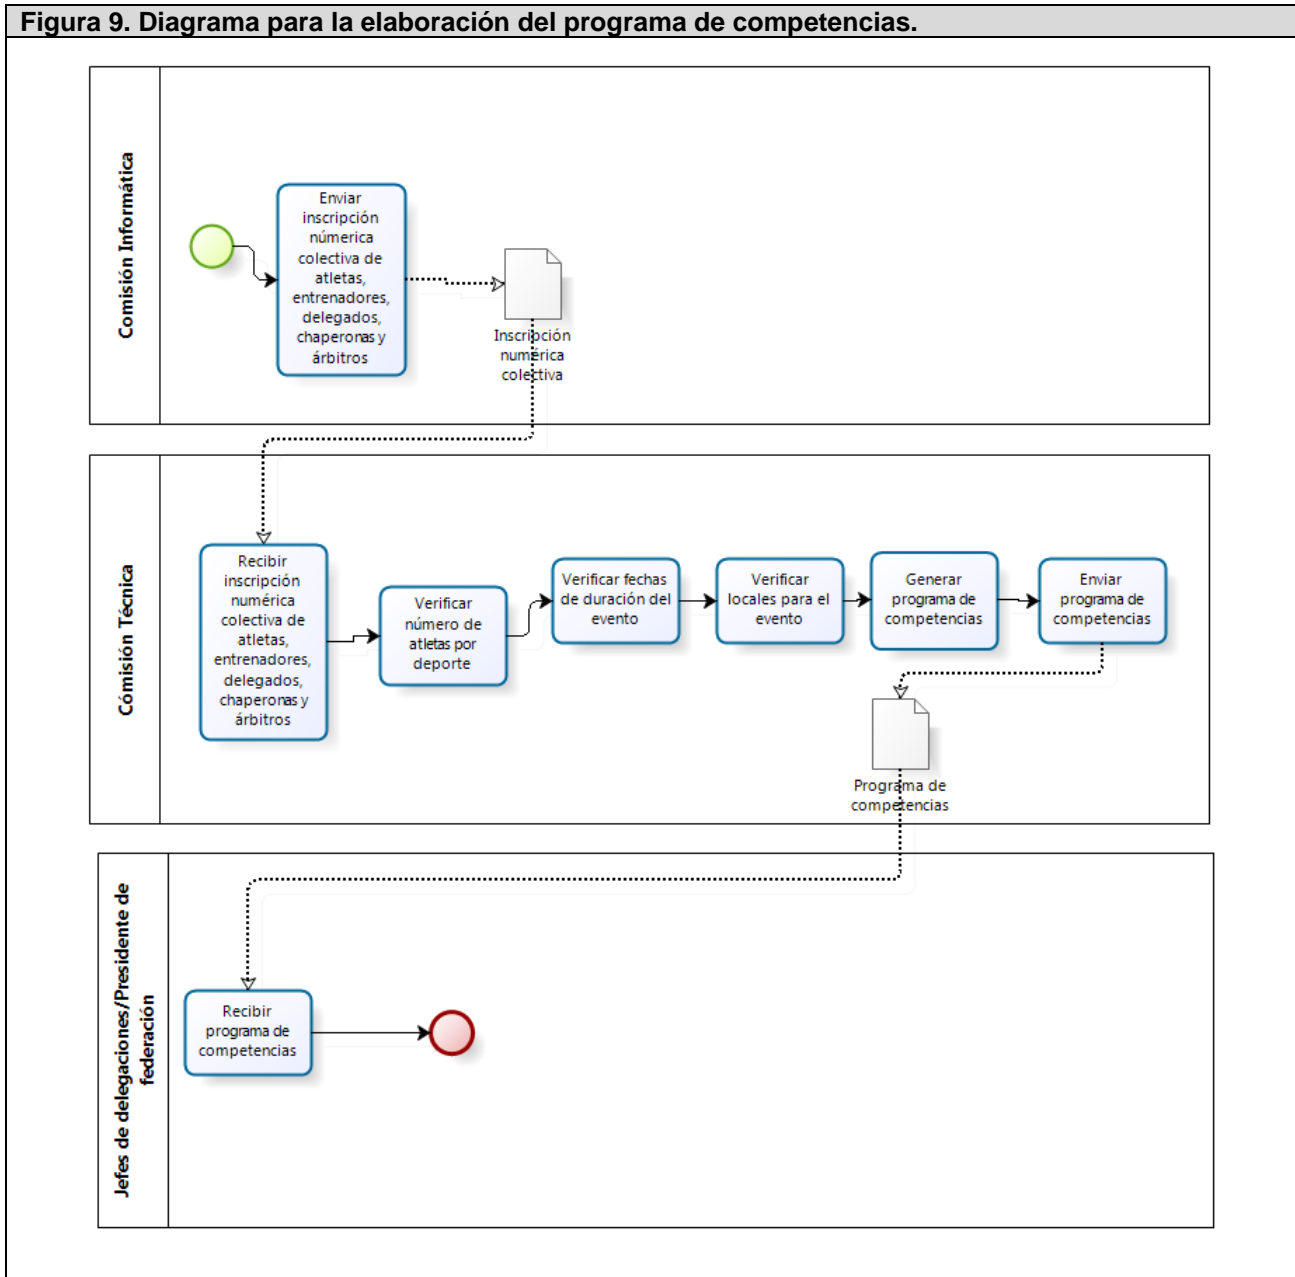 Figura 9. Diagrama para la elaboración del programa de competencias.
Comisión Informática
Enviar
inscripción
númerica
colectiva de
atletas,
entrenadores,
delegados,
chaperonas y
árbitros
Inscripción
numérica
colectiva
Cómisión Técnica
Recibir
inscripción
numérica
colectiva de
atletas,
entrenadores,
delegados,
chaperonas y
árbitros
Verificar
número de
atletas por
deporte
Verificar fechas
de duración del
evento
Verificar
locales para el
evento
Generar
programa de
competencias
Enviar
programa de
competencias
Programa de
competencias
Jefes de delegaciones/Presidente de
federación
Recibir
programa de
competencias